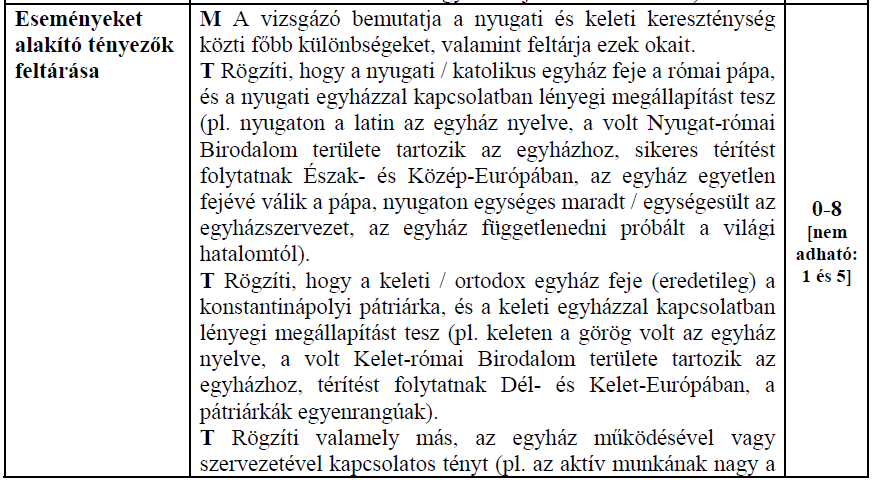 Eseményeket
alakító tényezők
feltárása
M A vizsgázó bemutatja a nyugati és keleti kereszténység
közti főbb különbségeket, valamint feltárja ezek okait.
T Rögzíti, hogy a nyugati / katolikus egyház feje a római pápa,
és a nyugati egyházzal kapcsolatban lényegi megállapítást tesz
(pl. nyugaton a latin az egyház nyelve, a volt Nyugat-római
Birodalom területe tartozik az egyházhoz, sikeres térítést
folytatnak Észak- és Közép-Európában, az egyház egyetlen
fejévé válik a pápa, nyugaton egységes maradt / egységesült az
egyházszervezet, az egyház függetlenedni próbált a világi
hatalomtól).
T Rögzíti, hogy a keleti / ortodox egyház feje (eredetileg) a
konstantinápolyi pátriárka, és a keleti egyházzal kapcsolatban
lényegi megállapítást tesz (pl. keleten a görög volt az egyház
nyelve, a volt Kelet-római Birodalom területe tartozik az
egyházhoz, térítést folytatnak Dél- és Kelet-Európában, a
pátriárkák egyenrangúak).
T Rögzíti valamely más, az egyház működésével vagy
szervezetével kapcsolatos tényt (pl. az aktív munkának nagy a
0-8
[nem
adható:
1 és 5]